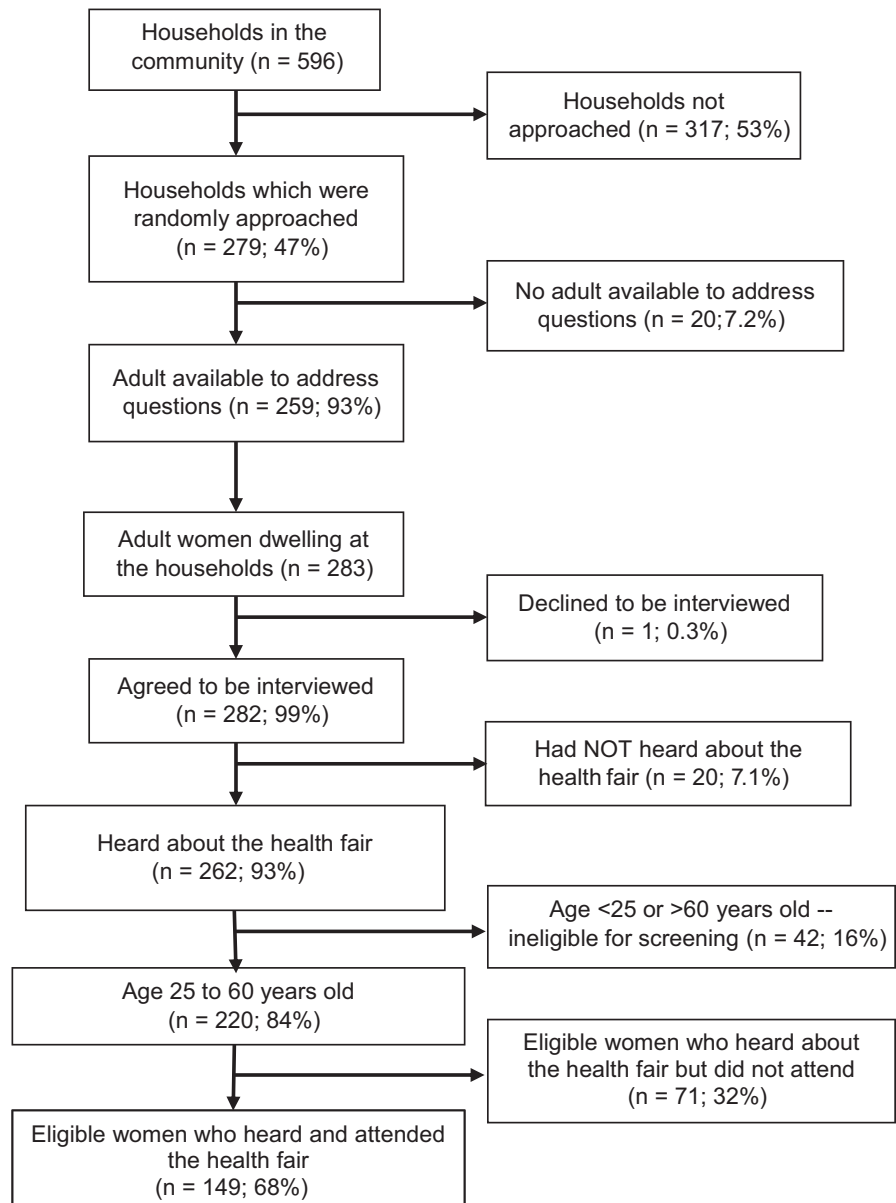 Households in the
community (n = 596)
Households not
approached (n = 317; 53%)
Households which were
randomly approached
(n = 279; 47%)
No adult available to address
questions (n = 20;7.2%)
Adult available to address
questions (n = 259; 93%)
Adult women dwelling at
the households (n = 283)
Declined to be interviewed
(n = 1; 0.3%)
Agreed to be interviewed
(n = 282; 99%)
Had NOT heard about the
health fair (n = 20; 7.1%)
Heard about the health fair
(n = 262; 93%)
Age <25 or >60 years old --
ineligible for screening (n = 42; 16%)
Age 25 to 60 years old
(n = 220; 84%)
Eligible women who heard about
the health fair but did not attend
(n = 71; 32%)
Eligible women who heard and attended
the health fair
(n = 149; 68%)